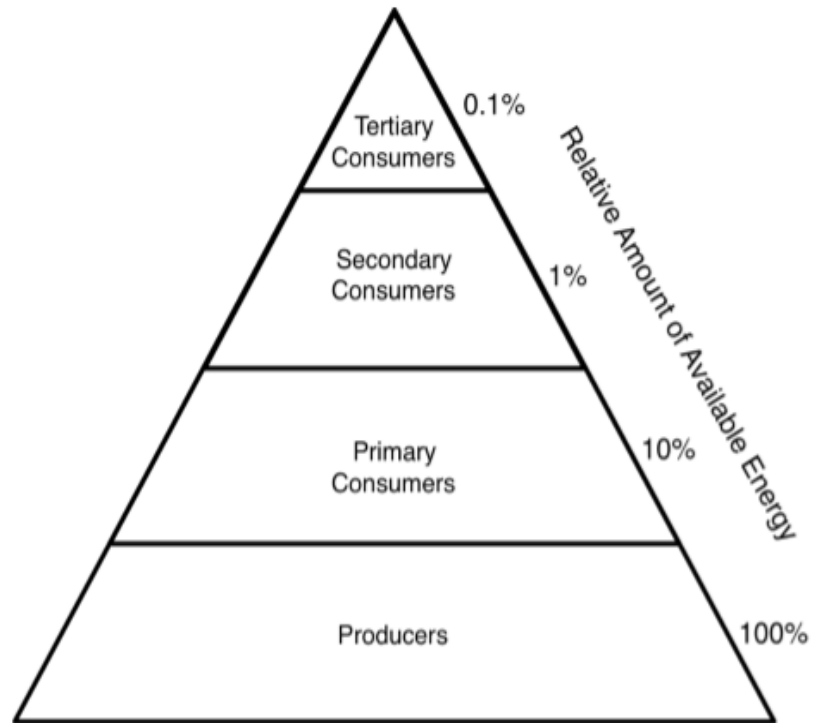 0.1%
Tertiary
Consumers
Secondary
Consumers
1%
Primary
Consumers
10%
Producers
100%
Relative Amount of Available Energy